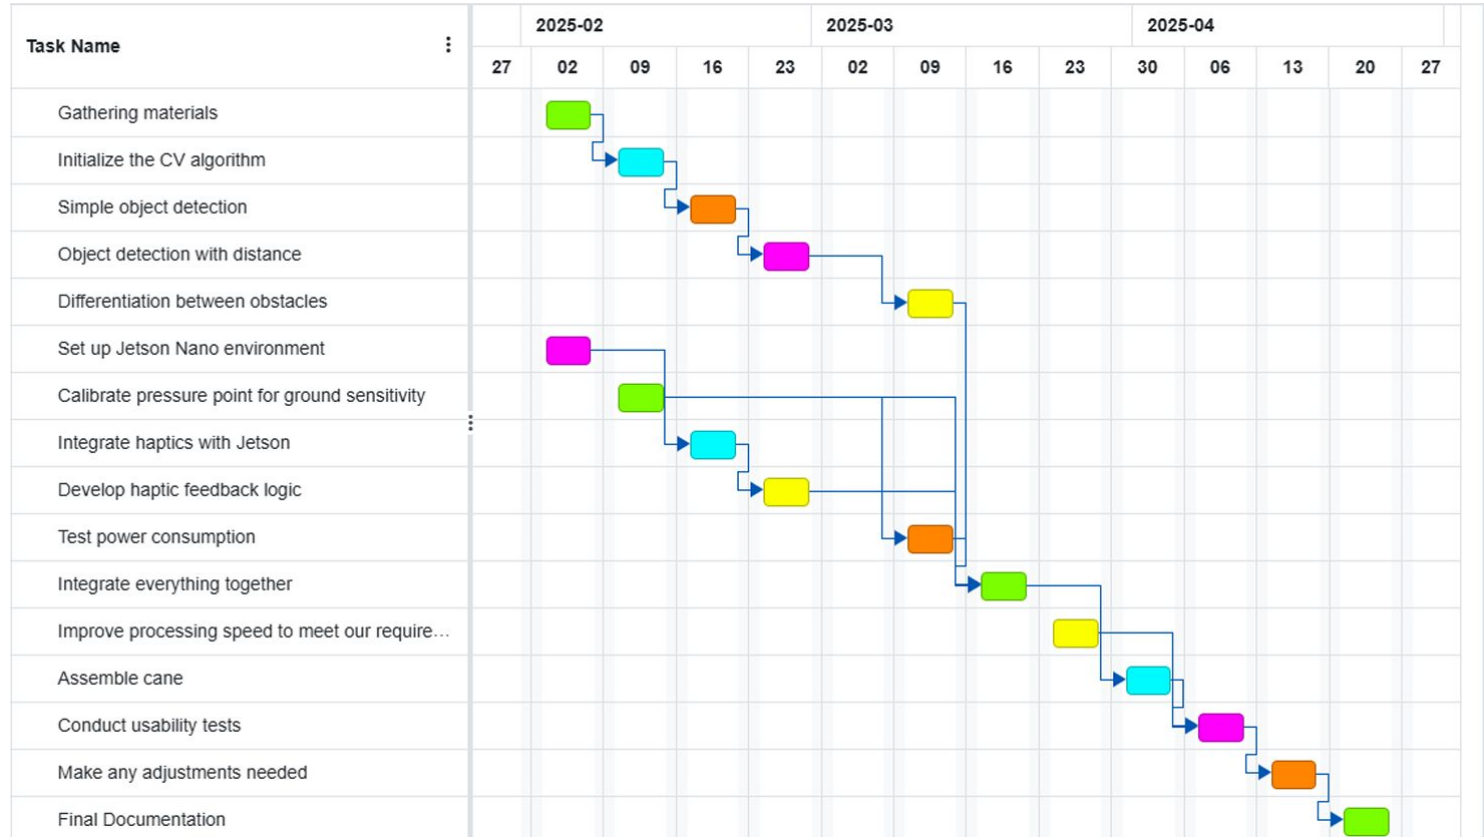 2025-02 2025-03 2025-04
Task Name
27 02 09 16 23 02 09 16 23 30 06 13 20 27
Gathering materials
Initialize the CV algorithm
Simple object detection
Object detection with distance
Differentiation between obstacles
Set up Jetson Nano environment
Calibrate pressure point for ground sensitivity
Integrate haptics with Jetson
Develop haptic feedback logic
Test power consumption
Integrate everything together
Improve processing speed to meet our require...
Assemble cane
Conduct usability tests
Make any adjustments needed
Final Documentation